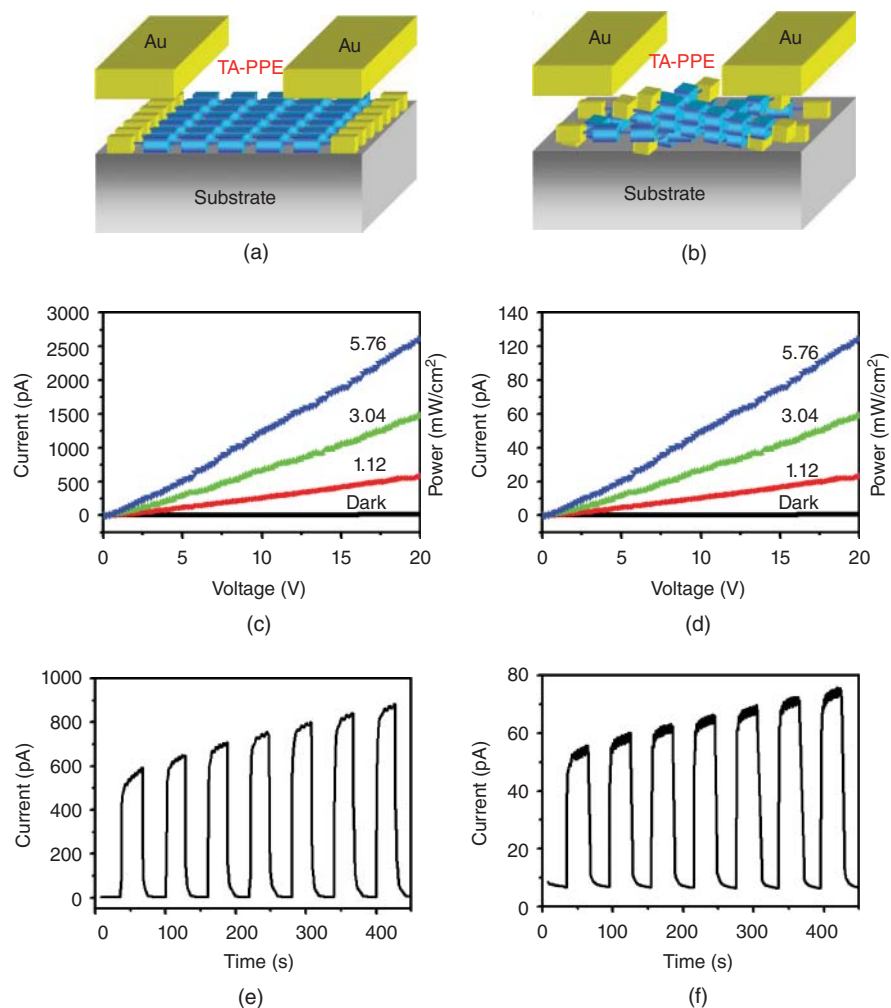 Au
Au
TA-PPE
Substrate
(a)
Au
Au
TA-PPE
Substrate
(b)
3000
2500
2000
1500
1000
500
0
Current (pA)
5.76
3.04
1.12
Dark
Power (mW/cm²)
0 5 10 15 20
Voltage (V)
(c)
140
120
80
60
40
20
0
Current (pA)
5.76
3.04
1.12
Dark
Power (mW/cm²)
0 5 10 15 20
Voltage (V)
(d)
1000
800
600
400
200
0
Current (pA)
0 100 200 300 400
Time (s)
(e)
80
60
40
20
10
0
Current (pA)
0 100 200 300 400
Time (s)
(f)